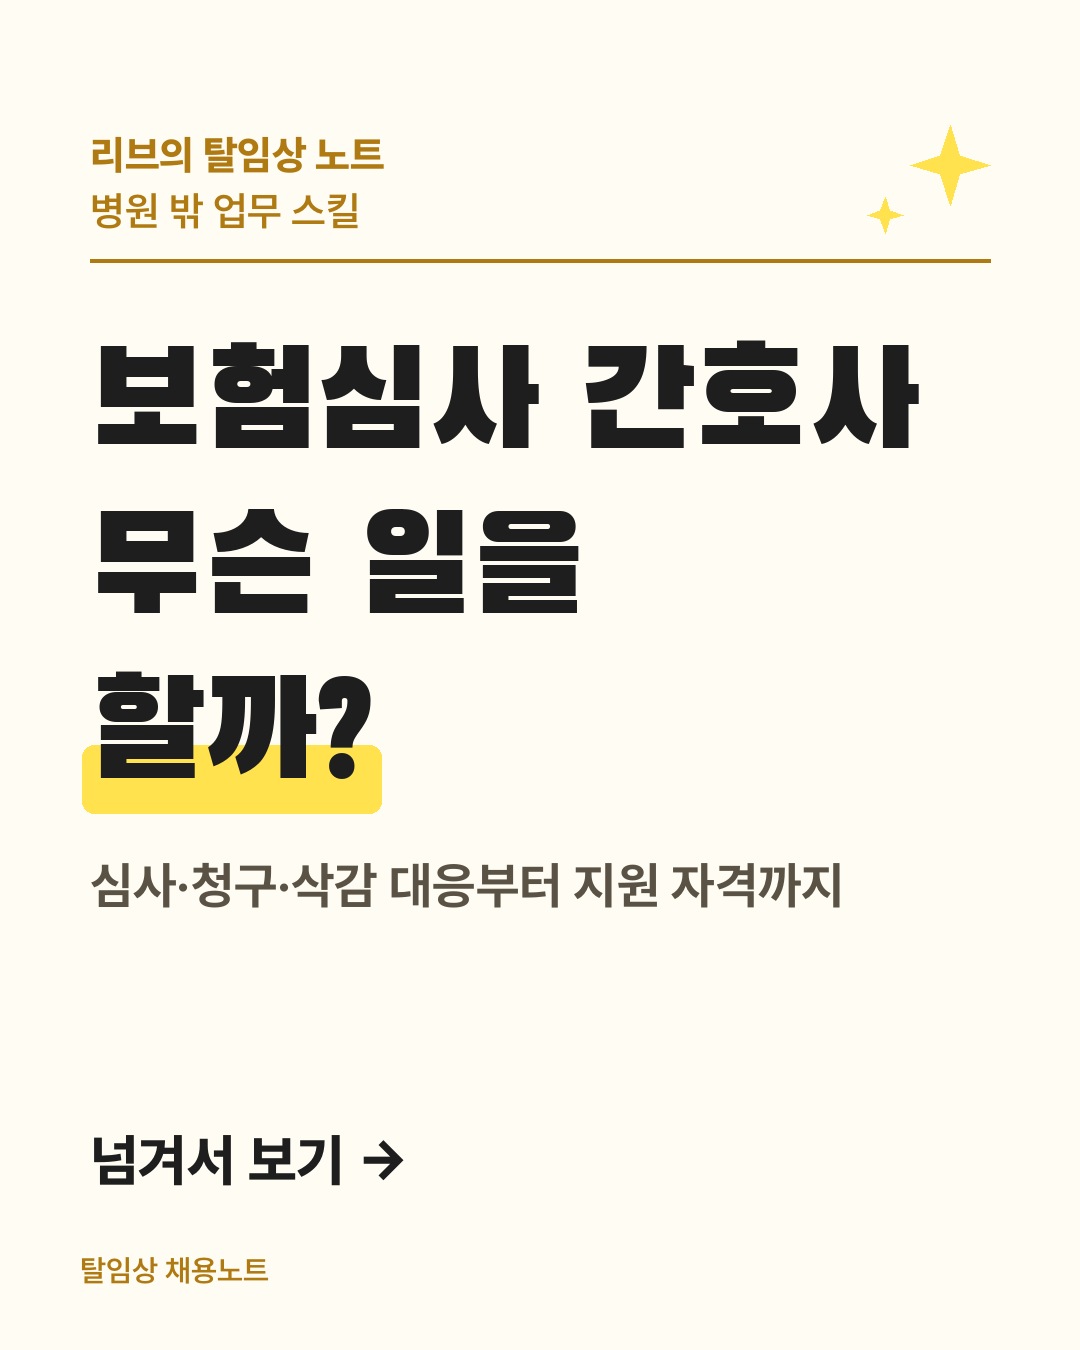 리브의 탈임상 노트
병원 밖 업무 스킬
보험심사 간호사
무슨 일을
할까?
심사·청구·삭감 대응부터 지원 자격까지
넘겨서 보기 →
탈임상 채용노트